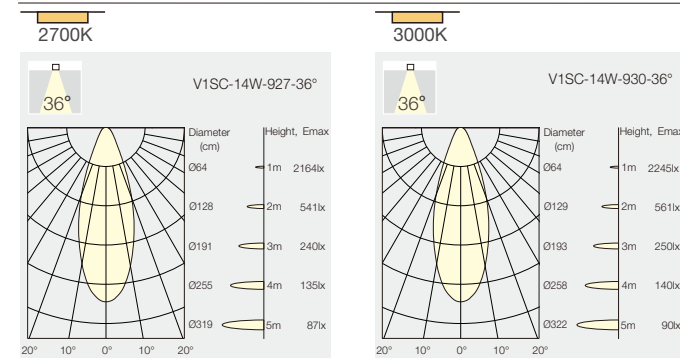 2700K
36°
V1SC-14W-927-36°
Diameter Height, Emax
(cm)
Ø64 1m 2164lx
Ø128 2m 541lx
Ø191 3m 240lx
Ø255 4m 135lx
Ø319 5m 87lx
20° 10° 0° 10° 20°
3000K
36°
V1SC-14W-930-36°
Diameter Height, Emax
(cm)
Ø64 1m 2245lx
Ø129 2m 561lx
Ø193 3m 250lx
Ø258 4m 140lx
Ø322 5m 90lx
20° 10° 0° 10° 20°